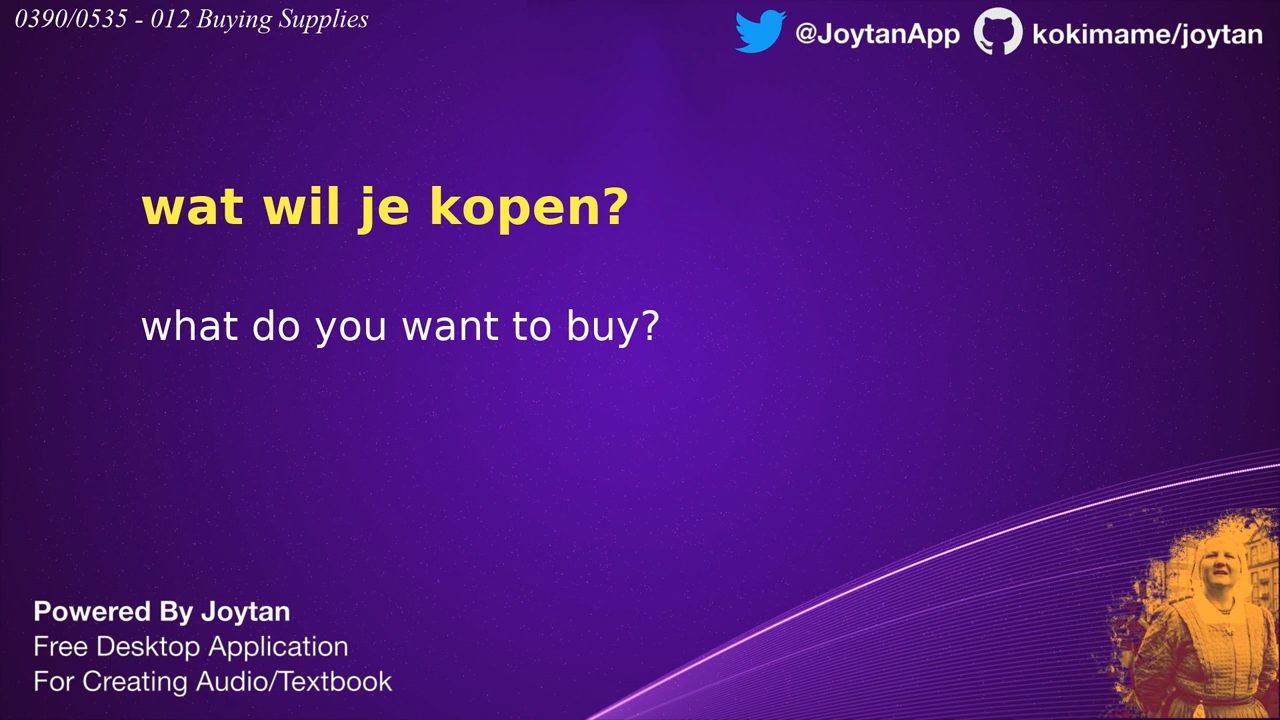 0390/0535 - 012 Buying Supplies
@JoytanApp kokimame/joytan
wat wil je kopen?
what do you want to buy?
Powered By Joytan
Free Desktop Application
For Creating Audio/Textbook